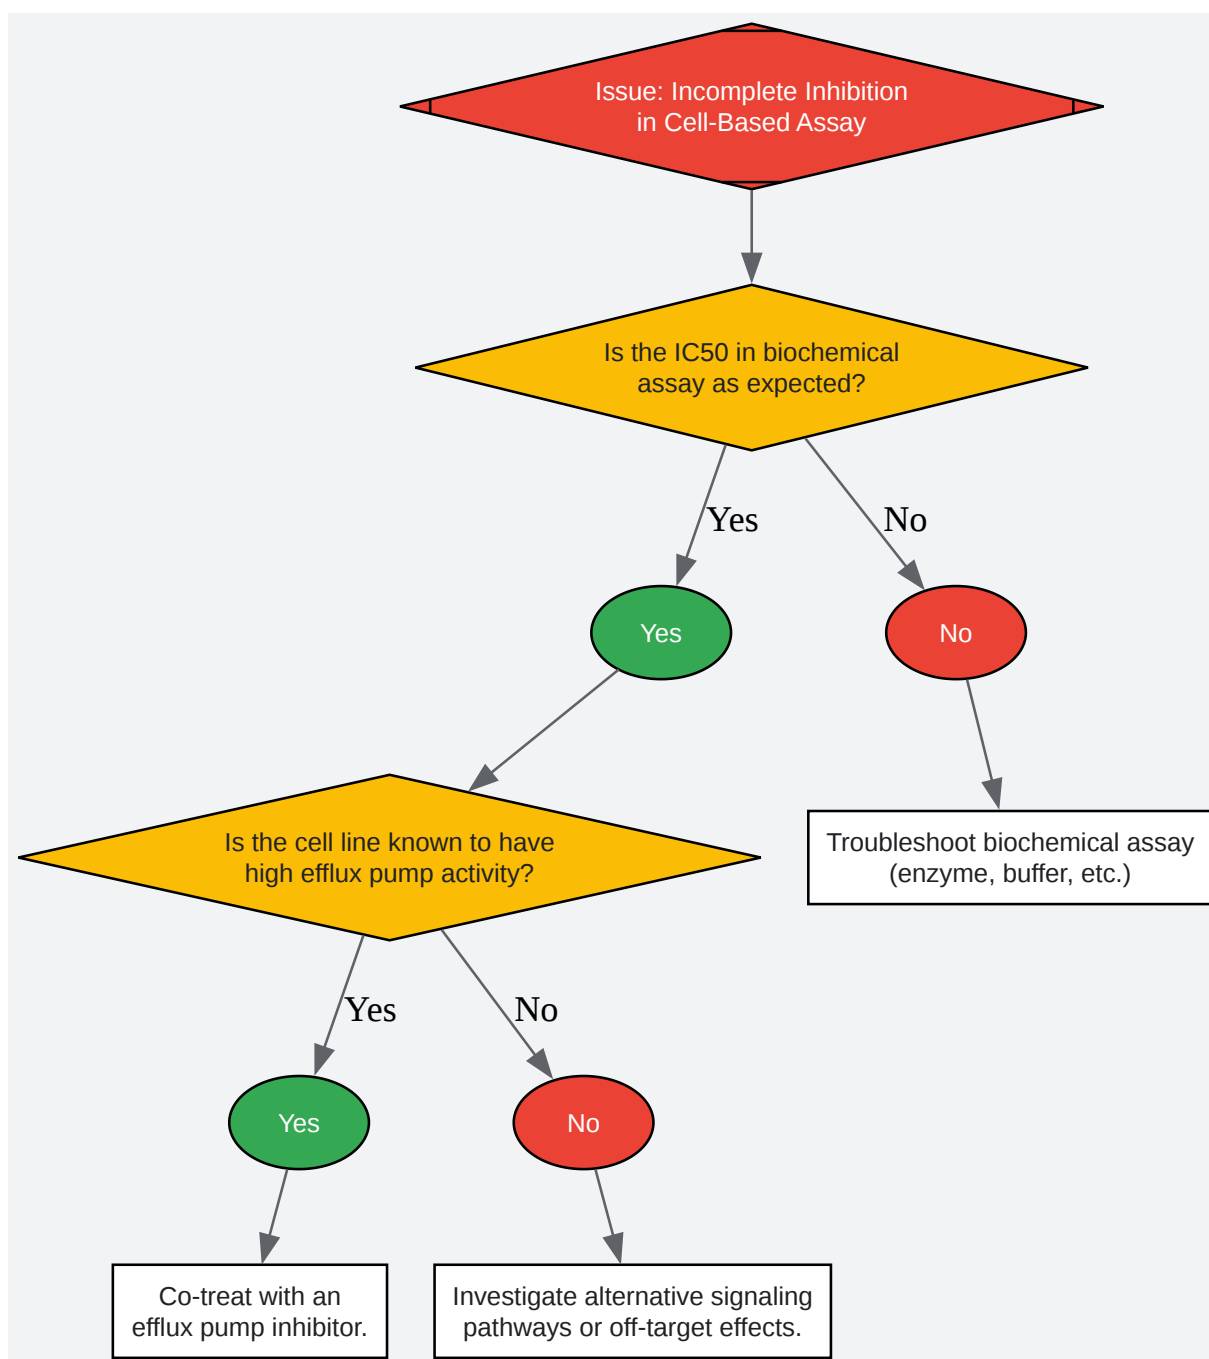 Issue: Incomplete Inhibition
in Cell-Based Assay
Is the IC50 in biochemical
assay as expected?
Yes
No
Yes
No
Is the cell line known to have
high efflux pump activity?
Troubleshoot biochemical assay
(enzyme, buffer, etc.)
Yes
No
Yes
No
Co-treat with an
efflux pump inhibitor.
Investigate alternative signaling
pathways or off-target effects.